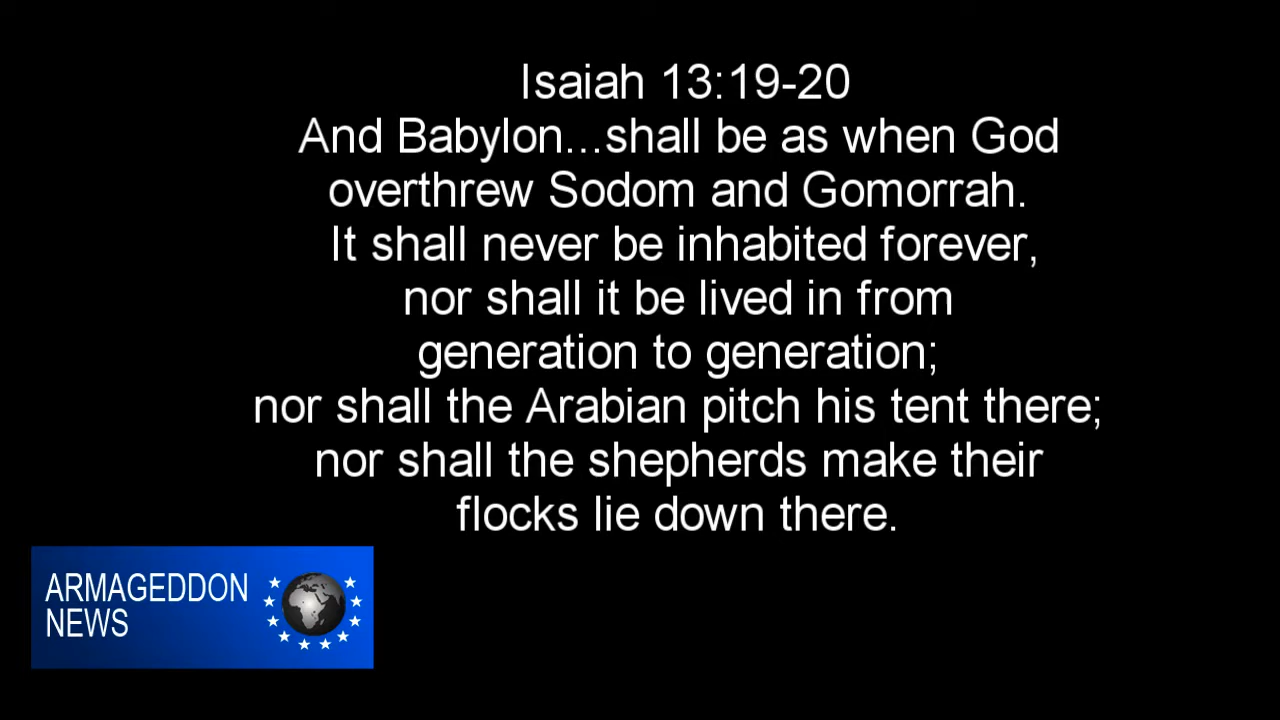 Isaiah 13:19-20
And Babylon...shall be as when God
overthrew Sodom and Gomorrah.
It shall never be inhabited forever,
nor shall it be lived in from
generation to generation;
nor shall the Arabian pitch his tent there;
nor shall the shepherds make their
flocks lie down there.
ARMAGEDDON
NEWS